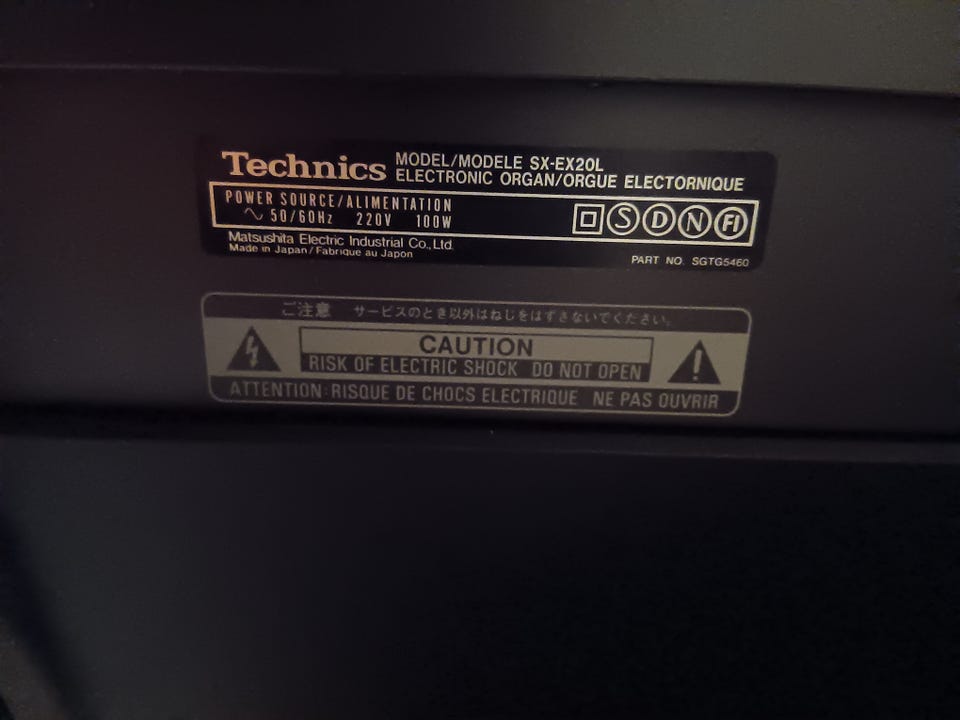 Technics MODEL/MODELE SX-EX20L
ELECTRONIC ORGAN/ORGUE ELECTORNIQUE
POWER SOURCE/ALIMENTATION
∿ 50/60Hz 220V 100W
S D N FI
Matsushita Electric Industrial Co., Ltd.
Made in Japan/Fabrique au Japon
PART NO. SGTG5460
ご注意 サービスのとき以外はねじをはずさないでください。
CAUTION
RISK OF ELECTRIC SHOCK DO NOT OPEN
ATTENTION: RISQUE DE CHOCS ELECTRIQUE NE PAS OUVRIR